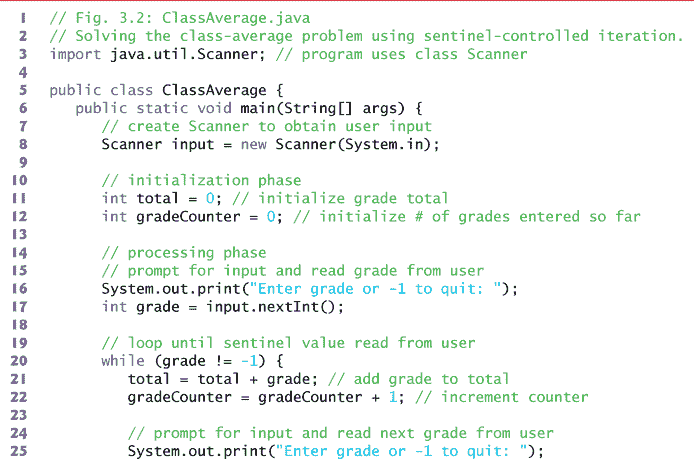 1 // Fig. 3.2: ClassAverage.java
2 // Solving the class-average problem using sentinel-controlled iteration.
3 import java.util.Scanner; // program uses class Scanner
4
5 public class ClassAverage {
6 public static void main(String[] args) {
7 // create Scanner to obtain user input
8 Scanner input = new Scanner(System.in);
9
10 // initialization phase
11 int total = 0; // initialize grade total
12 int gradeCounter = 0; // initialize # of grades entered so far
13
14 // processing phase
15 // prompt for input and read grade from user
16 System.out.print("Enter grade or -1 to quit: ");
17 int grade = input.nextInt();
18
19 // loop until sentinel value read from user
20 while (grade != -1) {
21 total = total + grade; // add grade to total
22 gradeCounter = gradeCounter + 1; // increment counter
23
24 // prompt for input and read next grade from user
25 System.out.print("Enter grade or -1 to quit: ");